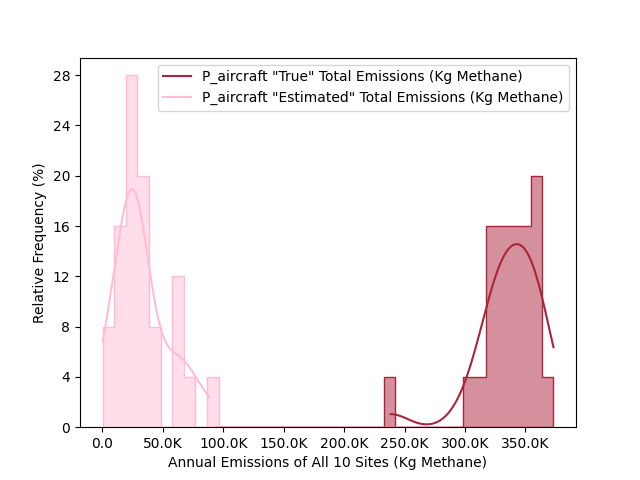 P_aircraft "True" Total Emissions (Kg Methane)
P_aircraft "Estimated" Total Emissions (Kg Methane)
28
24
20
16
12
8
4
0
Relative Frequency (%)
0.0 50.0K 100.0K 150.0K 200.0K 250.0K 300.0K 350.0K
Annual Emissions of All 10 Sites (Kg Methane)